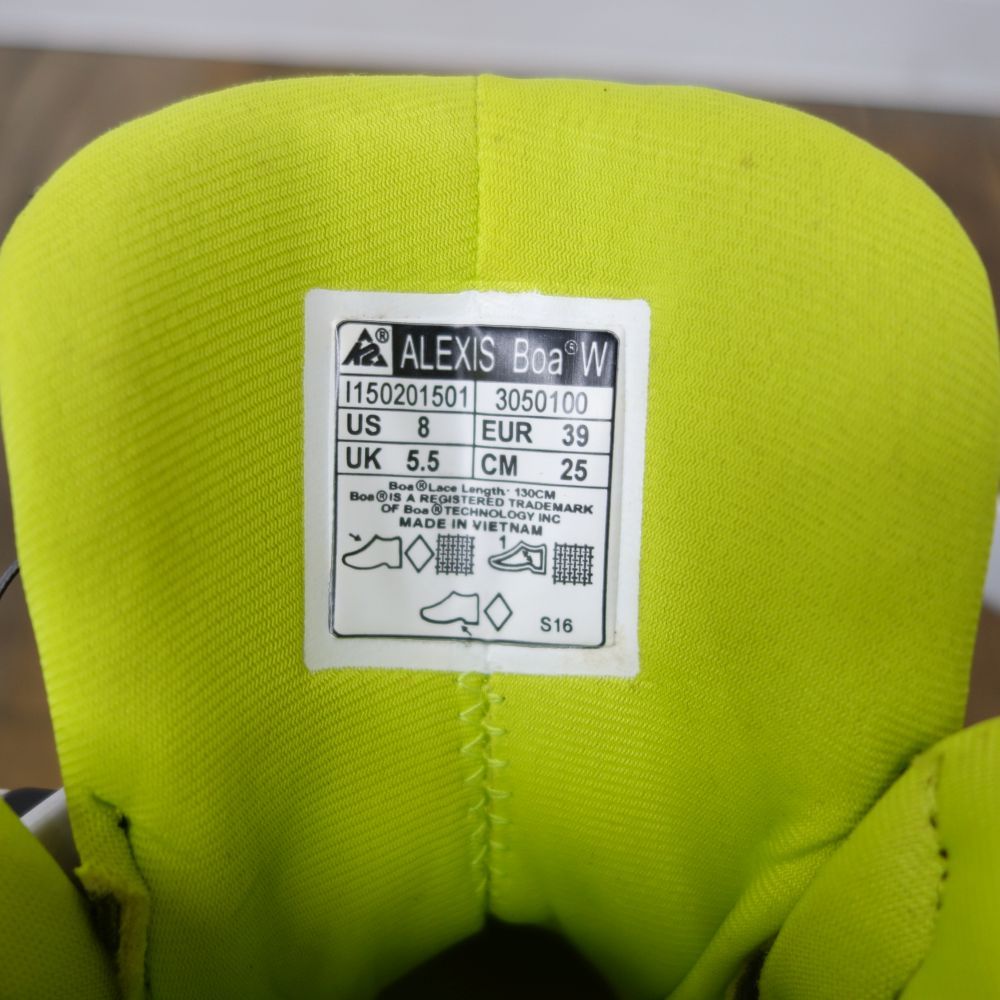 K2® ALEXIS Boa® W
I150201501 3050100
US 8 EUR 39
UK 5.5 CM 25
Boa®Lace Length: 130CM
Boa®IS A REGISTERED TRADEMARK
OF Boa®TECHNOLOGY INC
MADE IN VIETNAM
1
S16